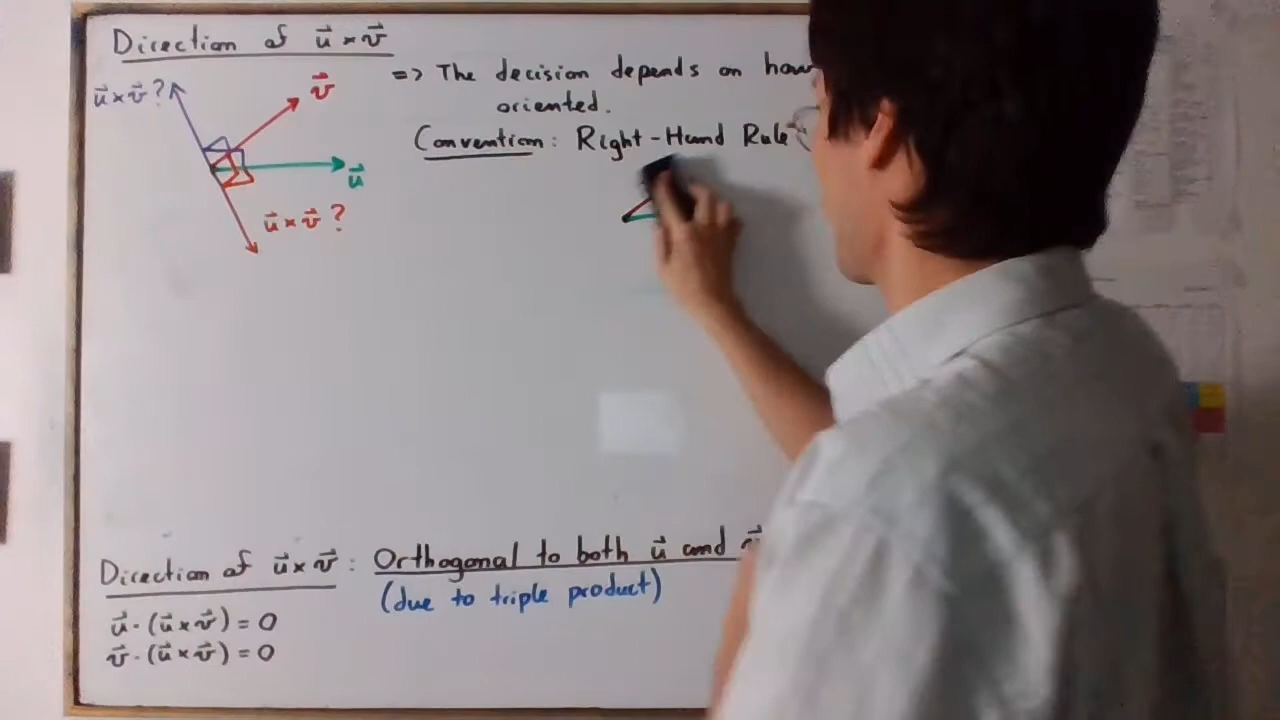 Direction of u⃗ × v⃗
u⃗ × v⃗ ?
v⃗
u⃗
u⃗ × v⃗ ?
=> The decision depends on how
oriented.
Convention: Right-Hand Rule
Direction of u⃗ × v⃗ : Orthogonal to both u⃗ and v⃗
(due to triple product)
u⃗ · (u⃗ × v⃗) = 0
v⃗ · (u⃗ × v⃗) = 0